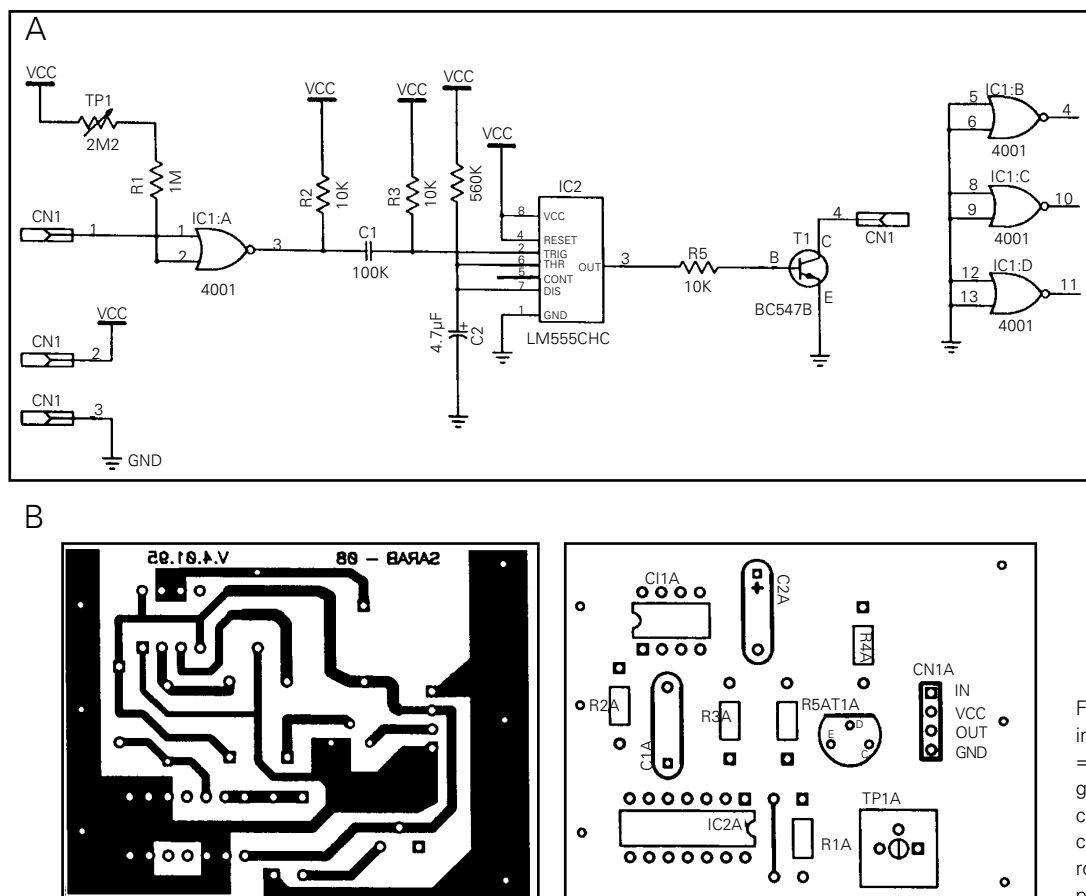 A
VCC
TP1
2M2
R1
1M
CN1
1
1
2
IC1:A
3
4001
VCC
R2
10K
C1
100K
VCC
R3
10K
VCC
560K
4.7µF
+
C2
VCC
IC2
8
VCC
4
RESET
2
TRIG
6
THR
5
CONT
7
DIS
1
GND
OUT
3
LM555CHC
R5
10K
B
T1
C
E
BC547B
4
CN1
IC1:B
5
6
4
4001
IC1:C
8
9
10
4001
IC1:D
12
13
11
4001
CN1
2
VCC
CN1
3
GND
B
V.4.01.95
SARAB - 08
CI1A
C2A
+
R4A
CN1A
IN
VCC
OUT
GND
R2A
C1A
R3A
R5AT1A
E
D
C
IC2A
R1A
TP1A
F
in
=
g
c
c
ro